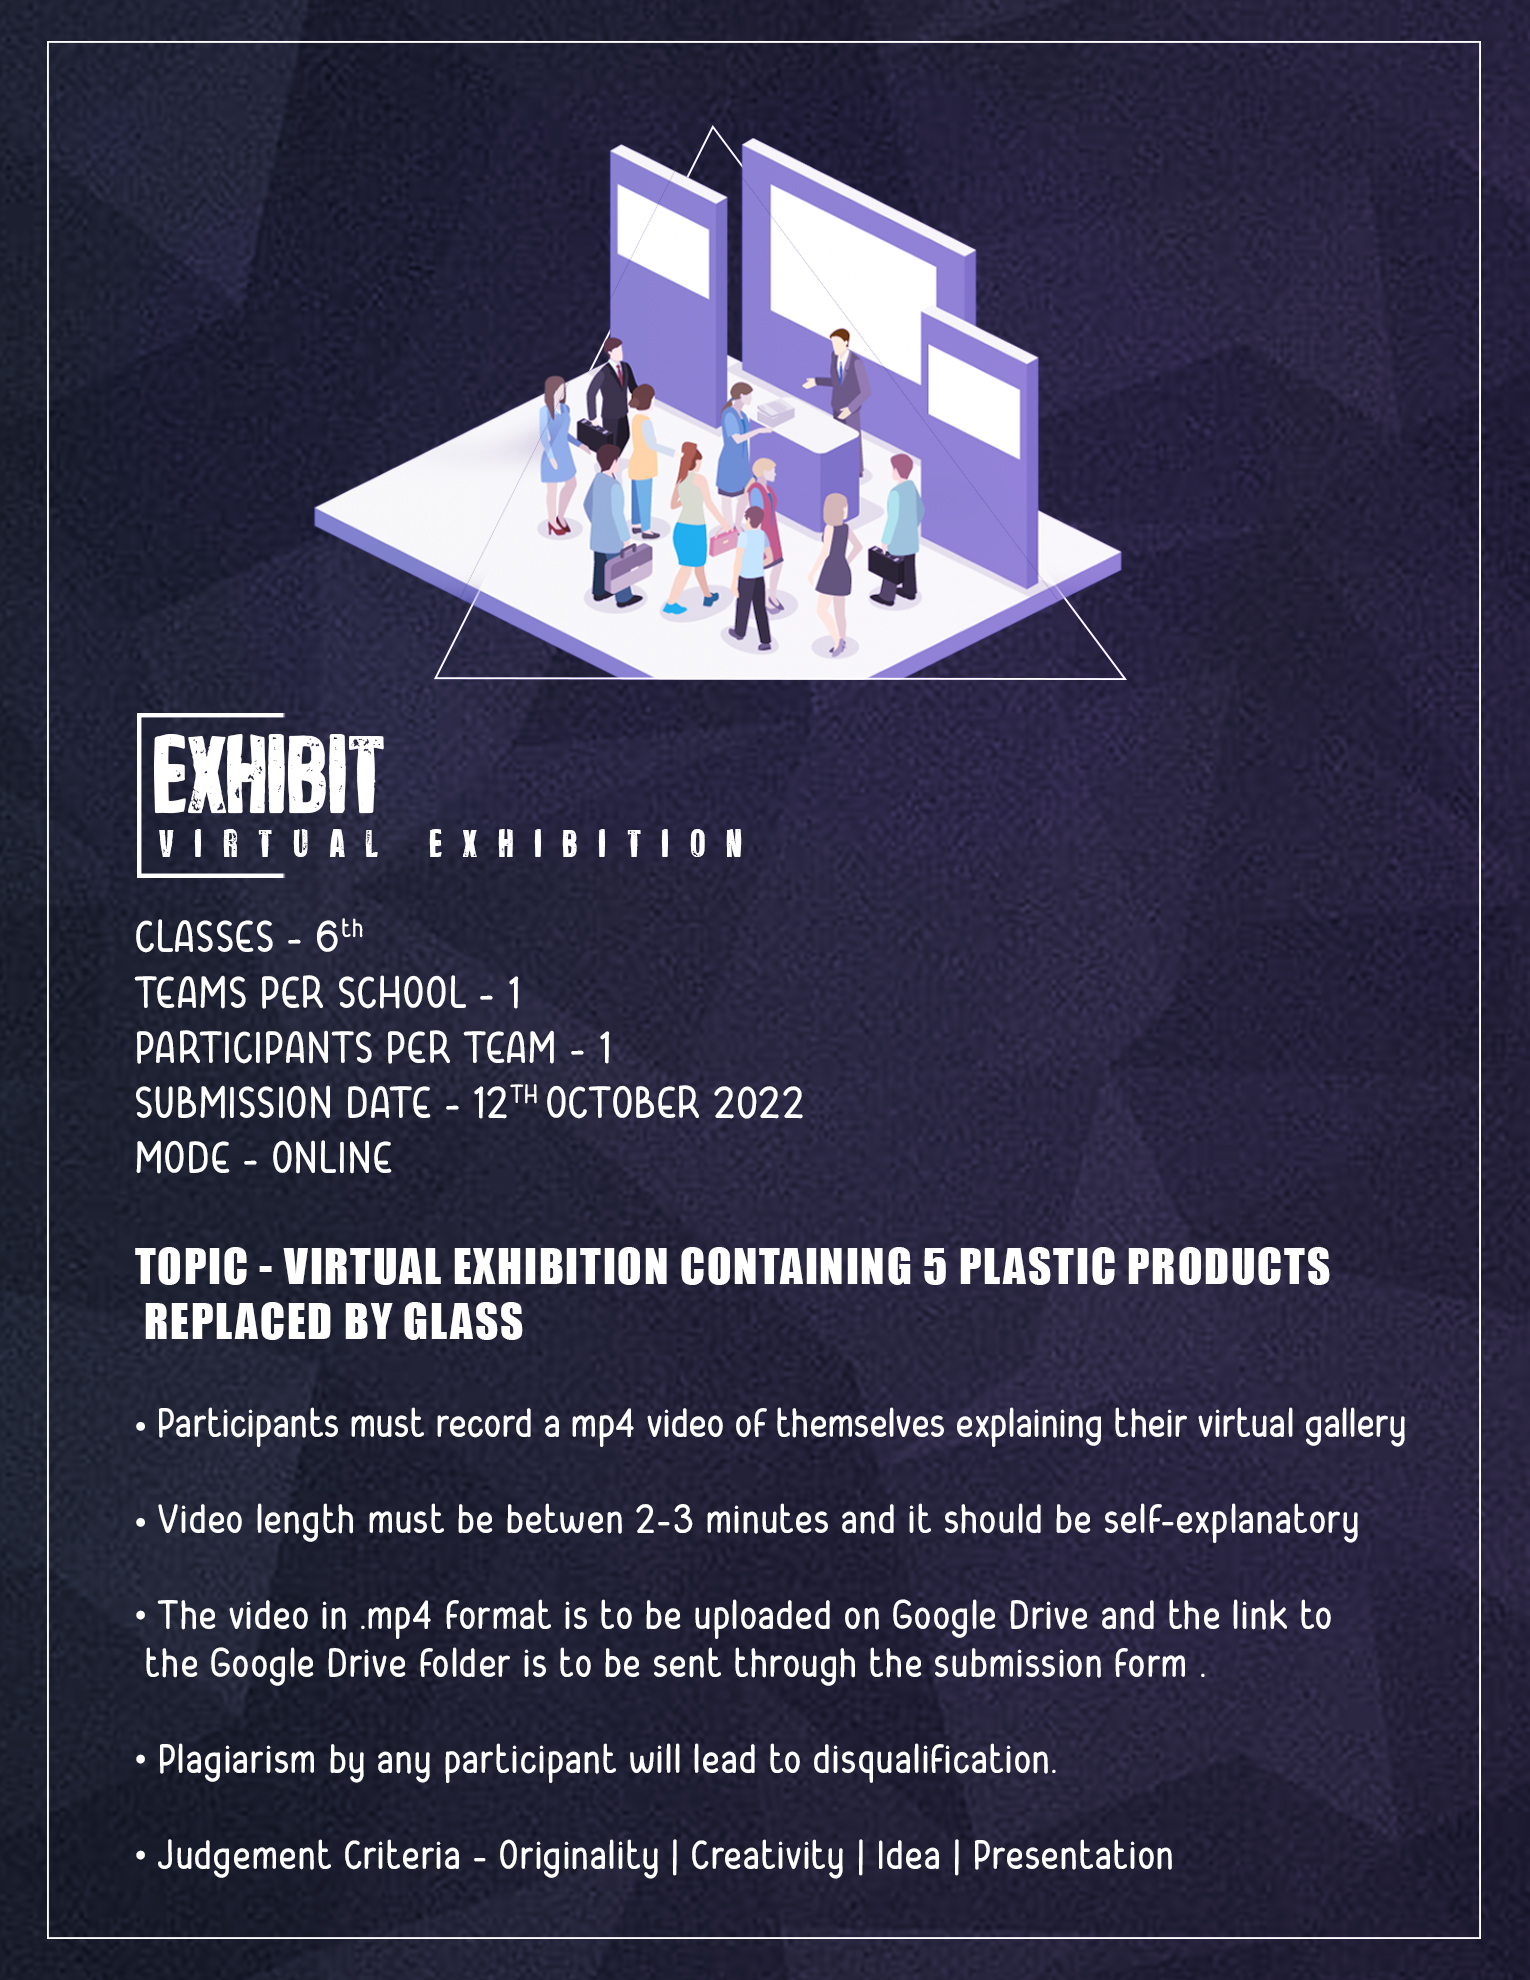 EXHIBIT
VIRTUAL EXHIBITION
CLASSES - 6th
TEAMS PER SCHOOL - 1
PARTICIPANTS PER TEAM - 1
SUBMISSION DATE - 12TH OCTOBER 2022
MODE - ONLINE
TOPIC - VIRTUAL EXHIBITION CONTAINING 5 PLASTIC PRODUCTS
REPLACED BY GLASS
• Participants must record a mp4 video of themselves explaining their virtual gallery
• Video length must be betwen 2-3 minutes and it should be self-explanatory
• The video in .mp4 format is to be uploaded on Google Drive and the link to
the Google Drive folder is to be sent through the submission form .
• Plagiarism by any participant will lead to disqualification.
• Judgement Criteria - Originality | Creativity | Idea | Presentation